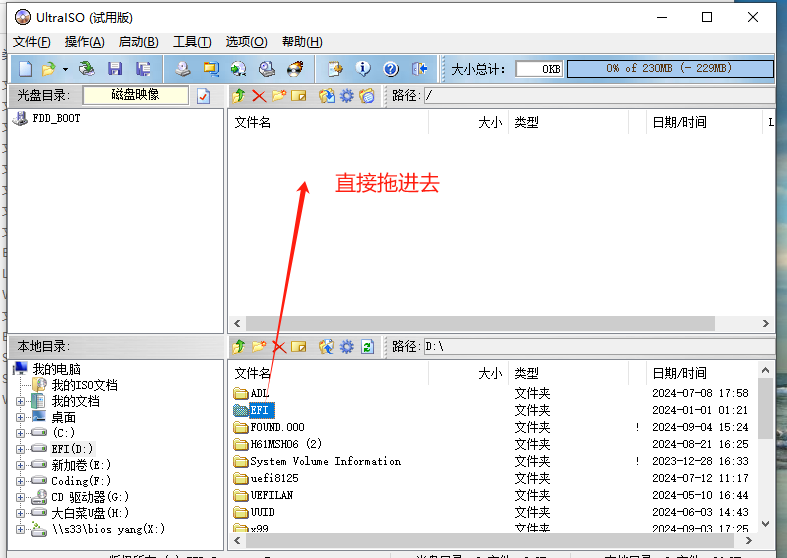 UltraISO (试用版)
文件(F) 操作(A) 启动(B) 工具(T) 选项(O) 帮助(H)
大小总计: 0KB 0% of 230MB (- 229MB)
光盘目录: 磁盘映像 路径: /
FDD_BOOT
文件名 大小 类型 日期/时间 L
直接拖进去
本地目录: 路径: D:\
我的电脑
我的ISO文档
我的文档
桌面
(C:)
EFI(D:)
新加卷(E:)
Coding(F:)
CD 驱动器(G:)
大白菜U盘(H:)
\\s33\bios yang(X:)
文件名 大小 类型 日期/时间
ADL 文件夹 2024-07-08 17:58
EFI 文件夹 2024-01-01 01:21
FOUND.000 文件夹 ! 2024-09-04 15:24
H61MSH06 (2) 文件夹 2024-08-21 16:25
System Volume Information 文件夹 ! 2023-12-28 16:33
uefi8125 文件夹 2024-07-12 11:17
UEFILAN 文件夹 2024-05-10 16:44
UUID 文件夹 2024-06-03 14:43
x99 文件夹 2024-09-03 17:25